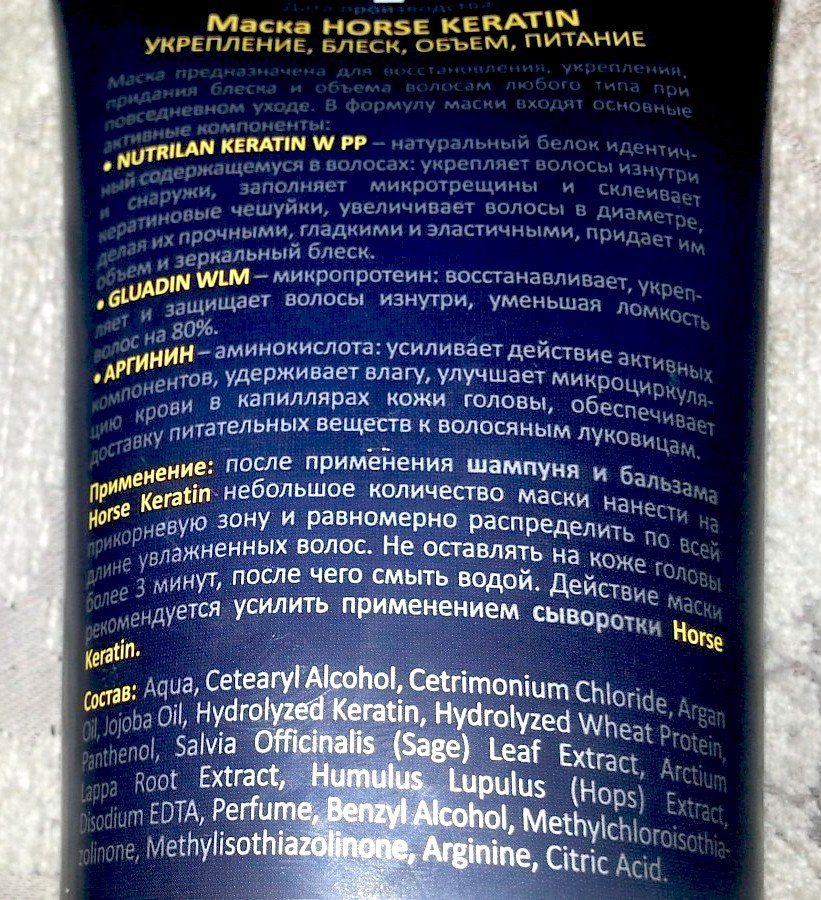 Дата производства
Маска HORSE KERATIN
УКРЕПЛЕНИЕ, БЛЕСК, ОБЪЕМ, ПИТАНИЕ
Маска предназначена для восстановления, укрепления,
придания блеска и объема волосам любого типа при
повседневном уходе. В формулу маски входят основные
активные компоненты:
• NUTRILAN KERATIN W PP – натуральный белок идентич-
ный содержащемуся в волосах: укрепляет волосы изнутри
и снаружи, заполняет микротрещины и склеивает
кератиновые чешуйки, увеличивает волосы в диаметре,
делая их прочными, гладкими и эластичными, придает им
объем и зеркальный блеск.
• GLUADIN WLM – микропротеин: восстанавливает, укреп-
ляет и защищает волосы изнутри, уменьшая ломкость
волос на 80%.
• АРГИНИН – аминокислота: усиливает действие активных
компонентов, удерживает влагу, улучшает микроциркуля-
цию крови в капиллярах кожи головы, обеспечивает
доставку питательных веществ к волосяным луковицам.
Применение: после применения шампуня и бальзама
Horse Keratin небольшое количество маски нанести на
прикорневую зону и равномерно распределить по всей
длине увлажненных волос. Не оставлять на коже головы
более 3 минут, после чего смыть водой. Действие маски
рекомендуется усилить применением сыворотки Horse
Keratin.
Состав: Aqua, Cetearyl Alcohol, Cetrimonium Chloride, Argan
Oil, Jojoba Oil, Hydrolyzed Keratin, Hydrolyzed Wheat Protein,
Panthenol, Salvia Officinalis (Sage) Leaf Extract, Arctium
Lappa Root Extract, Humulus Lupulus (Hops) Extract,
Disodium EDTA, Perfume, Benzyl Alcohol, Methylchloroisothia-
zolinone, Methylisothiazolinone, Arginine, Citric Acid.